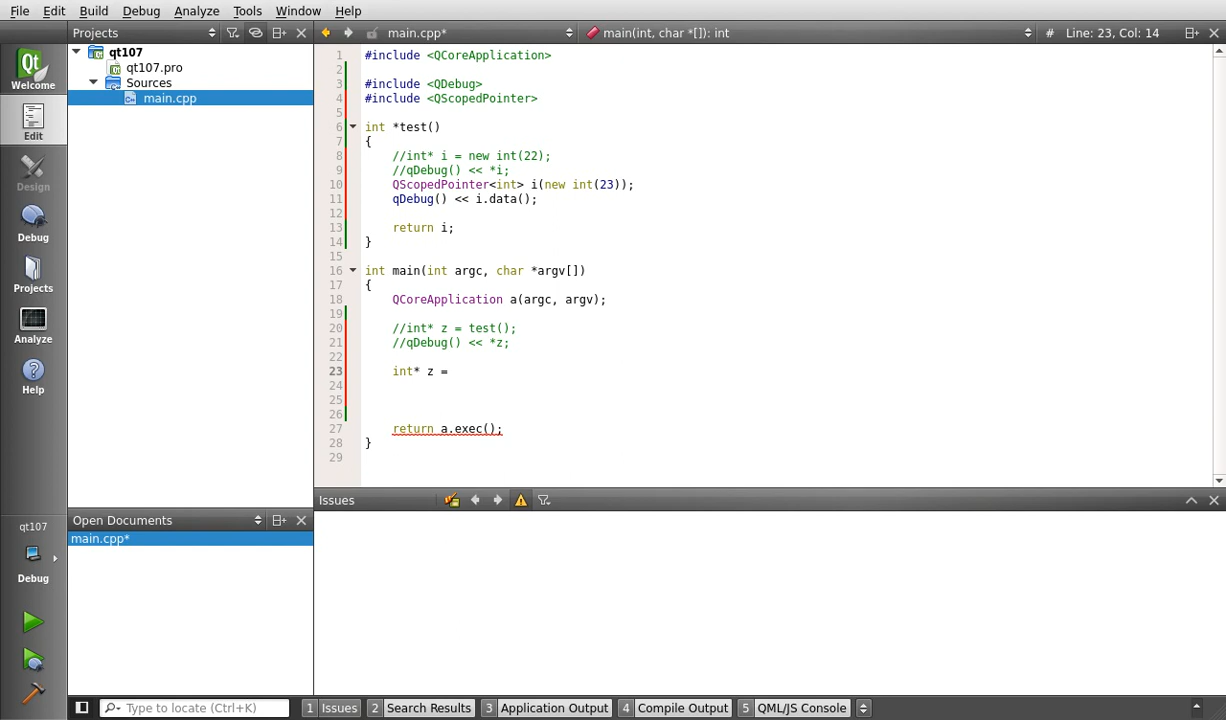 File Edit Build Debug Analyze Tools Window Help
Projects
main.cpp*
main(int, char *[]): int
# Line: 23, Col: 14
Qt
Welcome
Edit
Design
Debug
Projects
Analyze
Help
qt107
Debug
qt107
qt107.pro
Sources
main.cpp
1 #include <QCoreApplication>
2
3 #include <QDebug>
4 #include <QScopedPointer>
5
6 int *test()
7 {
8 //int* i = new int(22);
9 //qDebug() << *i;
10 QScopedPointer<int> i(new int(23));
11 qDebug() << i.data();
12
13 return i;
14 }
15
16 int main(int argc, char *argv[])
17 {
18 QCoreApplication a(argc, argv);
19
20 //int* z = test();
21 //qDebug() << *z;
22
23 int* z =
24
25
26
27 return a.exec();
28 }
29
Issues
Open Documents
main.cpp*
Type to locate (Ctrl+K)
1 Issues 2 Search Results 3 Application Output 4 Compile Output 5 QML/JS Console